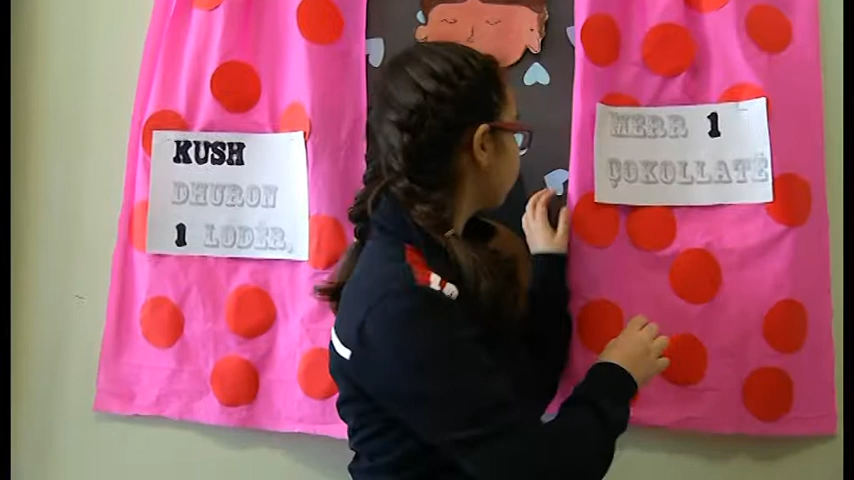 KUSH
DHURON
1 LODËR,
MERR 1
ÇOKOLLATË